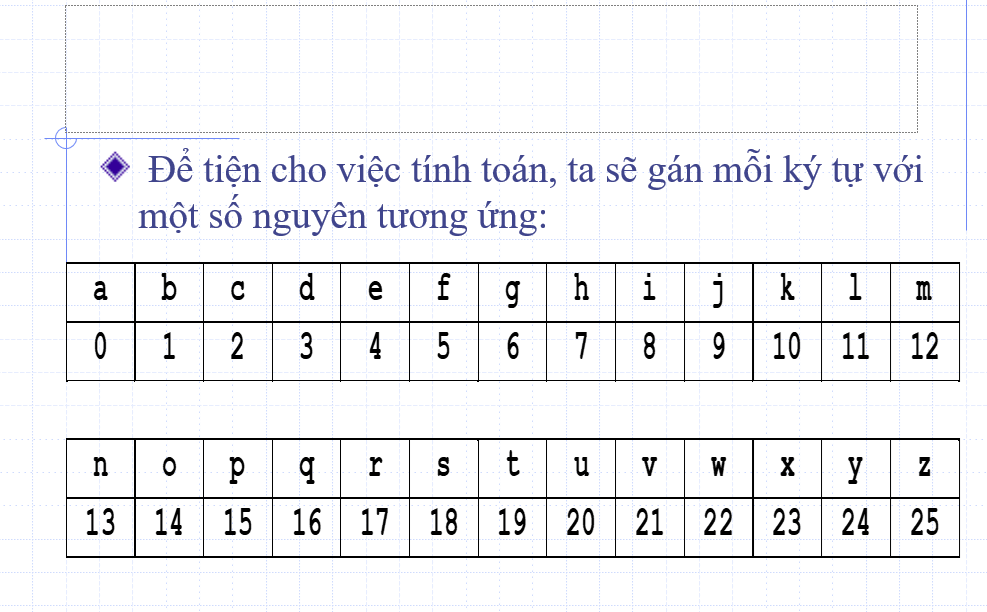 Để tiện cho việc tính toán, ta sẽ gán mỗi ký tự với
một số nguyên tương ứng:
a b c d e f g h i j k l m
0 1 2 3 4 5 6 7 8 9 10 11 12
n o p q r s t u v w x y z
13 14 15 16 17 18 19 20 21 22 23 24 25